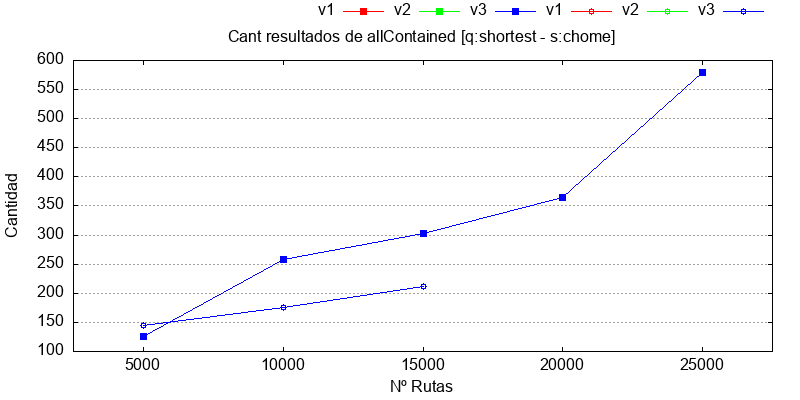 v1 v2 v3 v1 v2 v3
Cant resultados de allContained [q:shortest - s:chome]
600
550
500
450
400
350
300
250
200
150
100
Cantidad
5000 10000 15000 20000 25000
Nº Rutas